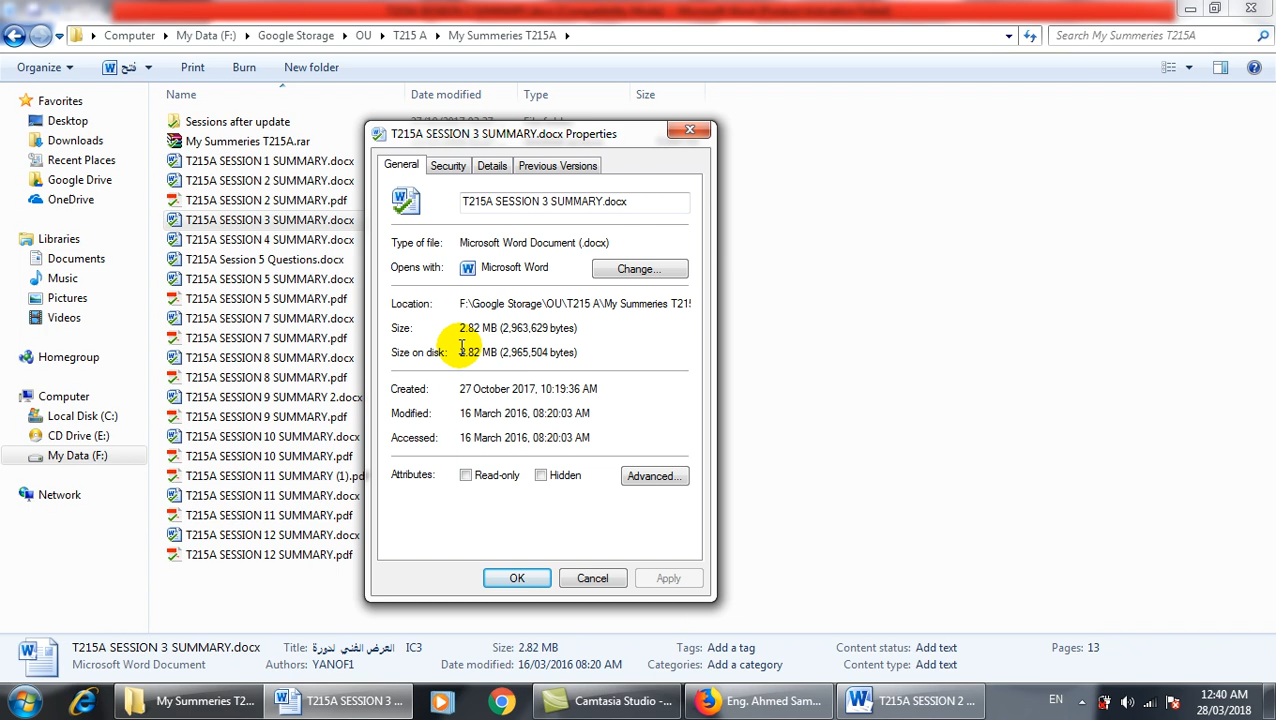 Computer ▸ My Data (F:) ▸ Google Storage ▸ OU ▸ T215 A ▸ My Summeries T215A ▸
Search My Summeries T215A
Organize
فتح
Print
Burn
New folder
Name
Date modified
Type
Size
Favorites
Desktop
Downloads
Recent Places
Google Drive
OneDrive
Libraries
Documents
Music
Pictures
Videos
Homegroup
Computer
Local Disk (C:)
CD Drive (E:)
My Data (F:)
Network
Sessions after update
My Summeries T215A.rar
T215A SESSION 1 SUMMARY.docx
T215A SESSION 2 SUMMARY.docx
T215A SESSION 2 SUMMARY.pdf
T215A SESSION 3 SUMMARY.docx
T215A SESSION 4 SUMMARY.docx
T215A Session 5 Questions.docx
T215A SESSION 5 SUMMARY.docx
T215A SESSION 5 SUMMARY.pdf
T215A SESSION 7 SUMMARY.docx
T215A SESSION 7 SUMMARY.pdf
T215A SESSION 8 SUMMARY.docx
T215A SESSION 8 SUMMARY.pdf
T215A SESSION 9 SUMMARY 2.docx
T215A SESSION 9 SUMMARY.pdf
T215A SESSION 10 SUMMARY.docx
T215A SESSION 10 SUMMARY.pdf
T215A SESSION 11 SUMMARY (1).pd
T215A SESSION 11 SUMMARY.docx
T215A SESSION 11 SUMMARY.pdf
T215A SESSION 12 SUMMARY.docx
T215A SESSION 12 SUMMARY.pdf
T215A SESSION 3 SUMMARY.docx Properties
General
Security
Details
Previous Versions
T215A SESSION 3 SUMMARY.docx
Type of file: Microsoft Word Document (.docx)
Opens with: Microsoft Word
Change...
Location: F:\Google Storage\OU\T215 A\My Summeries T215
Size: 2.82 MB (2,963,629 bytes)
Size on disk: 2.82 MB (2,965,504 bytes)
Created: 27 October 2017, 10:19:36 AM
Modified: 16 March 2016, 08:20:03 AM
Accessed: 16 March 2016, 08:20:03 AM
Attributes: Read-only Hidden
Advanced...
OK
Cancel
Apply
T215A SESSION 3 SUMMARY.docx Title: العرض الفني لدورة IC3 Size: 2.82 MB Tags: Add a tag Content status: Add text Pages: 13
Microsoft Word Document Authors: YANOF1 Date modified: 16/03/2016 08:20 AM Categories: Add a category Content type: Add text
My Summeries T2...
T215A SESSION 3 ...
Camtasia Studio -...
Eng. Ahmed Sam...
T215A SESSION 2 ...
EN
12:40 AM
28/03/2018